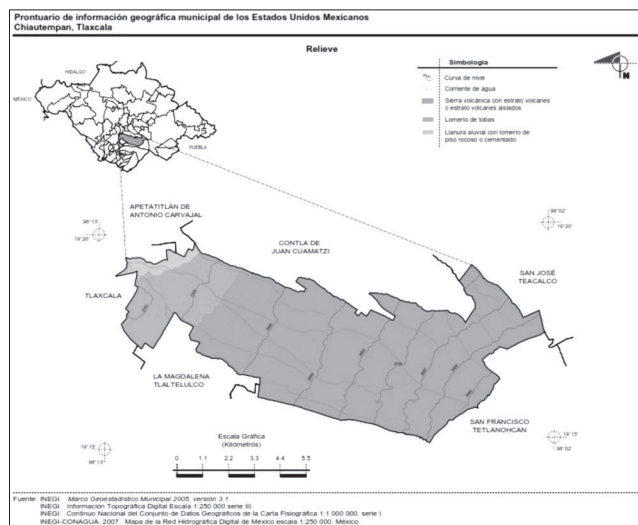 Prontuario de información geográfica municipal de los Estados Unidos Mexicanos
Chiautempan, Tlaxcala
Relieve
HIDALGO
MÉXICO
PUEBLA
Simbología
Curva de nivel
Corriente de agua
Sierra volcánica con estrato volcanes
o estrato volcanes aislados
Lomerío de tobas
Llanura aluvial con lomerío de
piso rocoso o cementado
N
APETATITLÁN DE
ANTONIO CARVAJAL
98°13'
19°20'
98°02'
19°20'
CONTLA DE
JUAN CUAMATZI
SAN JOSÉ
TEACALCO
TLAXCALA
LA MAGDALENA
TLALTELULCO
SAN FRANCISCO
TETLANOHCAN
19°15'
98°13'
19°15'
98°02'
Escala Gráfica
(Kilómetros)
0 1.1 2.2 3.3 4.4 5.5
Fuente: INEGI. Marco Geoestadístico Municipal 2005, versión 3.1
INEGI. Información Topográfica Digital Escala 1:250 000 serie III.
INEGI. Continuo Nacional del Conjunto de Datos Geográficos de la Carta Fisiográfica 1:1 000 000, serie I.
INEGI-CONAGUA. 2007. Mapa de la Red Hidrográfica Digital de México escala 1:250 000. México.